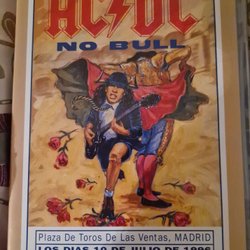 AC/DC
NO BULL
Plaza De Toros De Las Ventas, MADRID
LOS DIAS 10 DE JULIO DE 1996